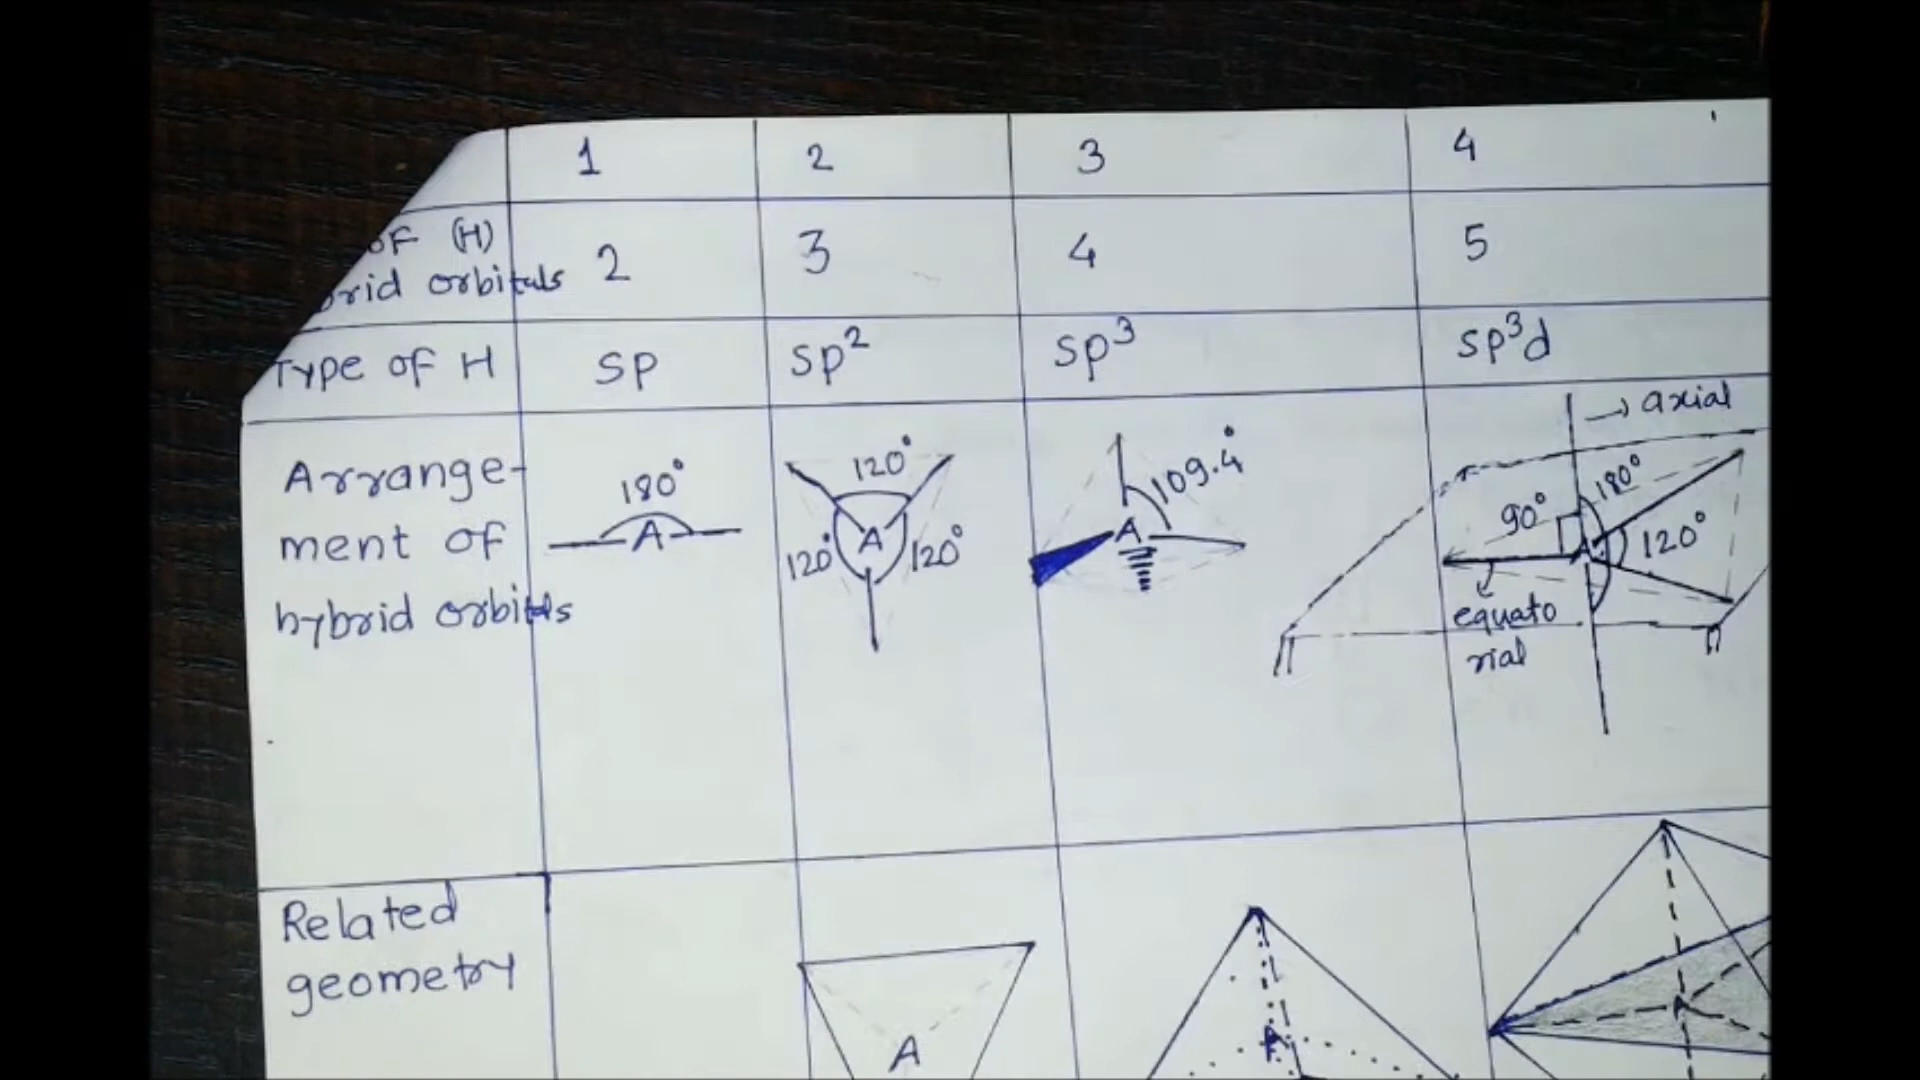 1 2 3 4
OF (H)
brid orbitals 2 3 4 5
Type of H sp sp² sp³ sp³d
Arrange-
ment of
hybrid orbitals
180°
A
120°
120° A 120°
109.4°
A
→ axial
180°
90°
A 120°
equato
rial
Related
geometry
A
A
A